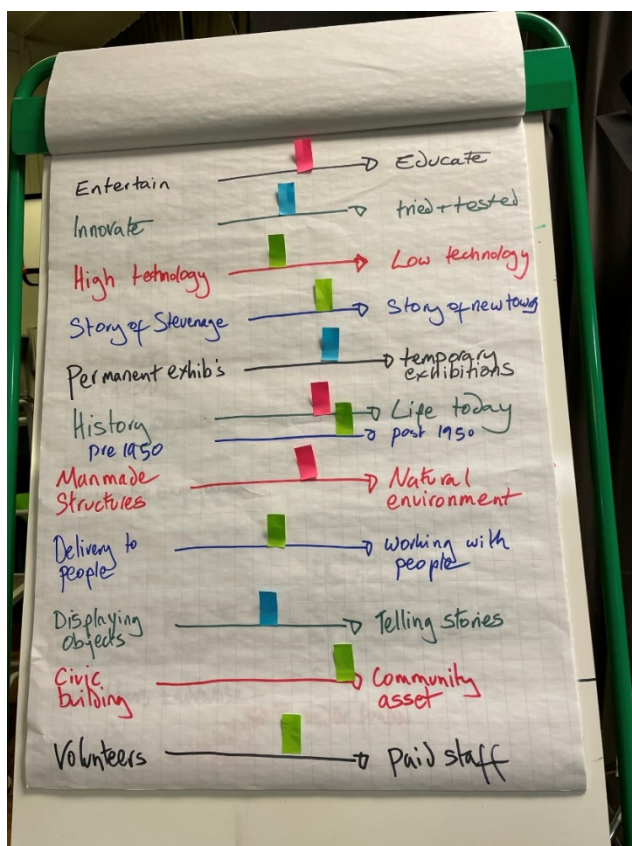 Entertain Educate
Innovate tried + tested
High technology Low technology
Story of Stevenage Story of new towns
Permanent exhib's temporary
exhibitions
History Life today
pre 1950 post 1950
Manmade Natural
Structures environment
Delivery to working with
people people
Displaying Telling stories
objects
Civic Community
building asset
Volunteers Paid staff